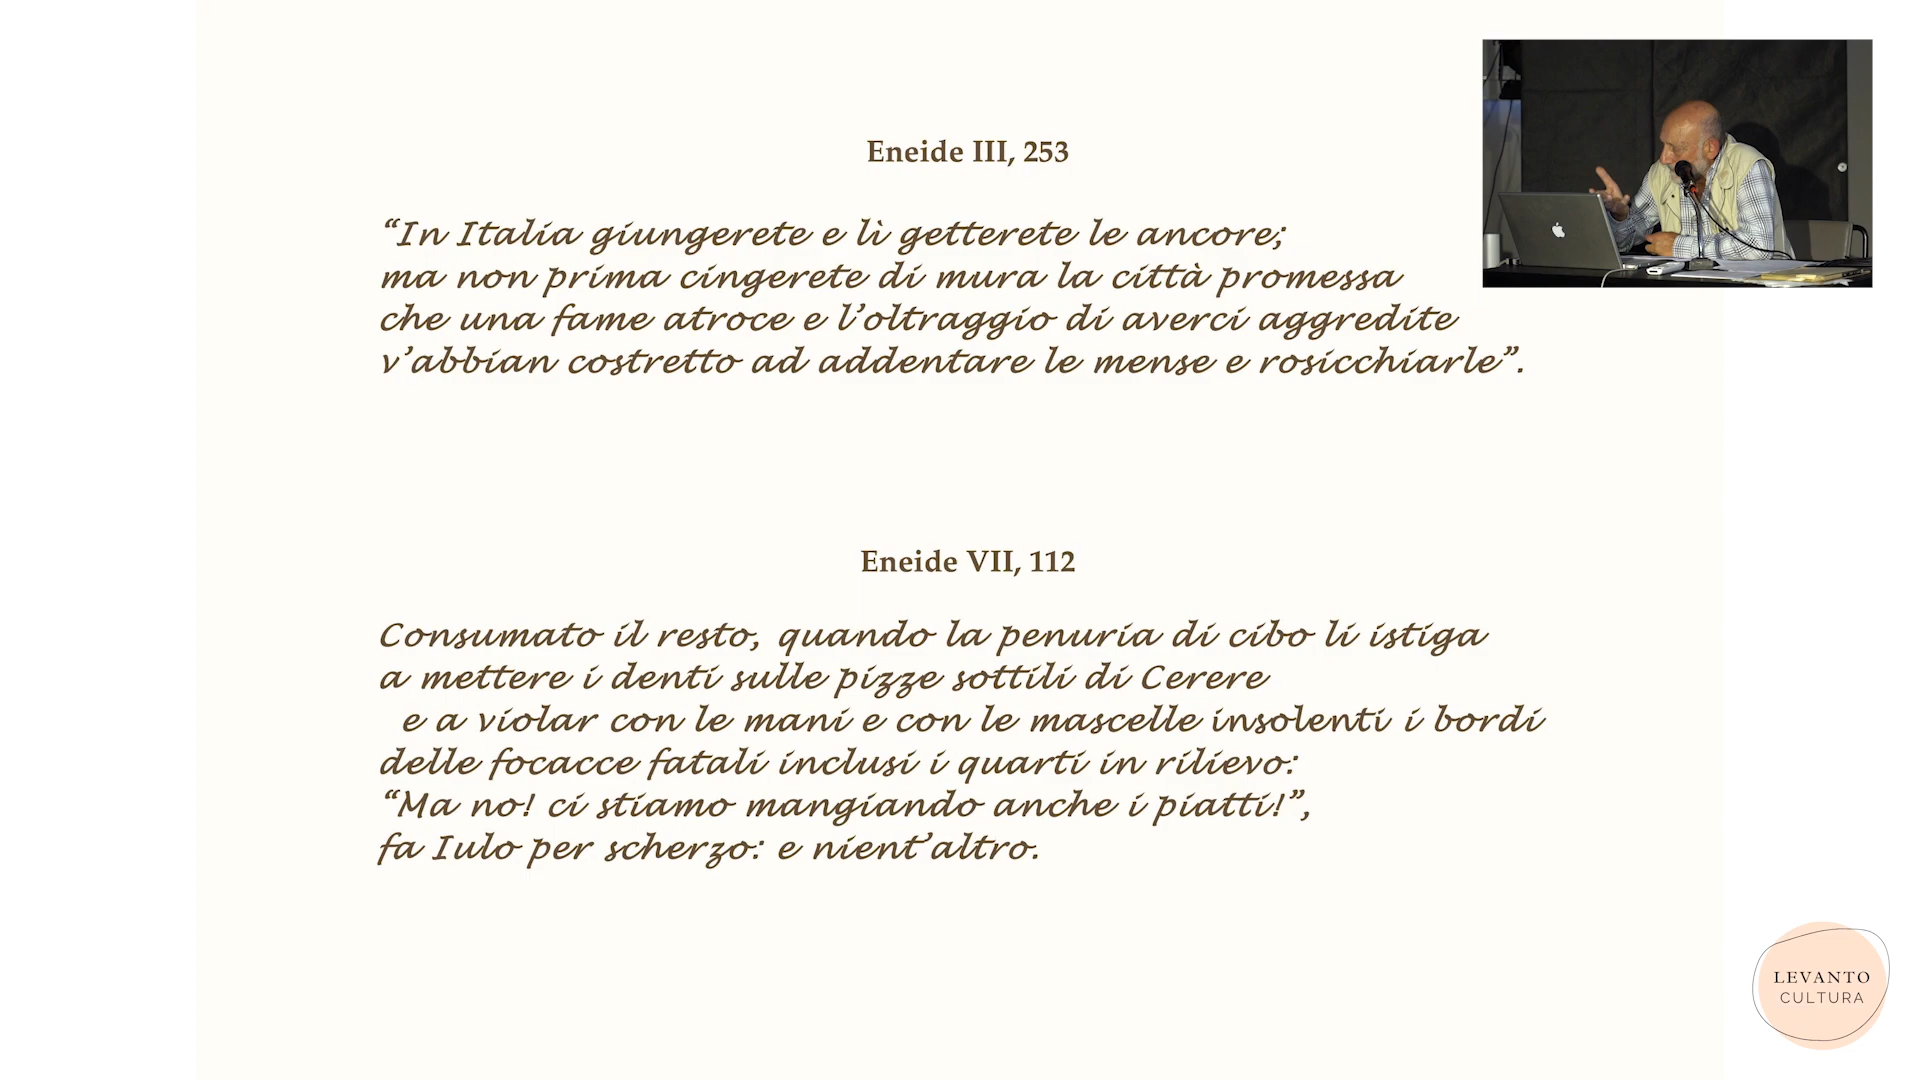 Eneide III, 253
“In Italia giungerete e lì getterete le ancore;
ma non prima cingerete di mura la città promessa
che una fame atroce e l’oltraggio di averci aggredite
v’abbian costretto ad addentare le mense e rosicchiarle”.
Eneide VII, 112
Consumato il resto, quando la penuria di cibo li istiga
a mettere i denti sulle pizze sottili di Cerere
e a violar con le mani e con le mascelle insolenti i bordi
delle focacce fatali inclusi i quarti in rilievo:
“Ma no! ci stiamo mangiando anche i piatti!”,
fa Iulo per scherzo: e nient’altro.
LEVANTO
CULTURA